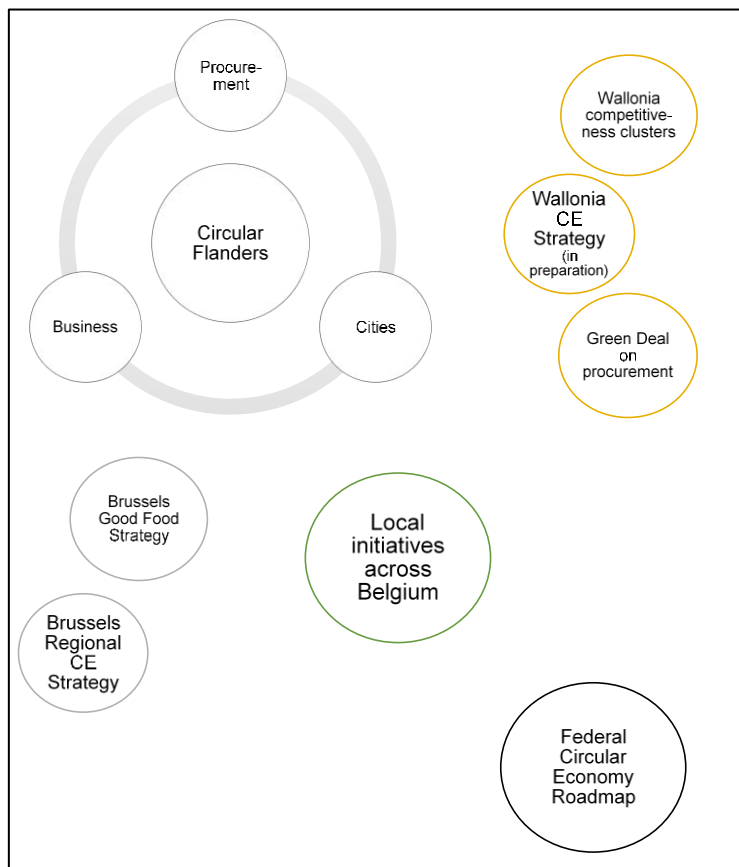 Procure-
ment
Circular
Flanders
Business
Cities
Wallonia
competitive-
ness clusters
Wallonia
CE
Strategy
(in
preparation)
Green Deal
on
procurement
Brussels
Good Food
Strategy
Brussels
Regional
CE
Strategy
Local
initiatives
across
Belgium
Federal
Circular
Economy
Roadmap